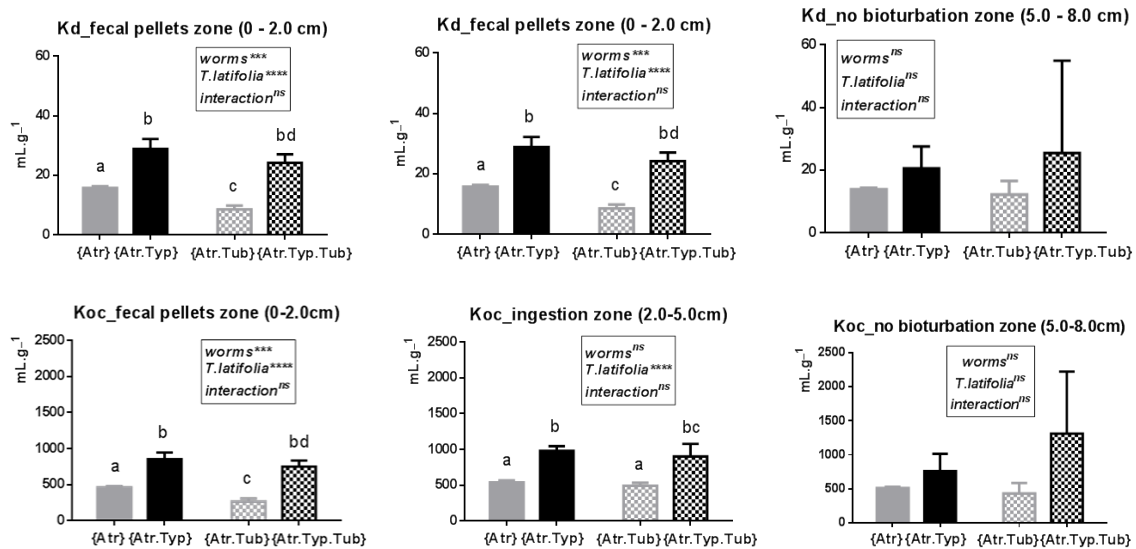 Kd_fecal pellets zone (0 - 2.0 cm)
worms***
T.latifolia****
interaction^ns
mL.g⁻¹
60
40
20
0
a
b
c
bd
{Atr} {Atr.Typ} {Atr.Tub} {Atr.Typ.Tub}
Kd_fecal pellets zone (0 - 2.0 cm)
worms***
T.latifolia****
interaction^ns
mL.g⁻¹
60
40
20
0
a
b
c
bd
{Atr} {Atr.Typ} {Atr.Tub} {Atr.Typ.Tub}
Kd_no bioturbation zone (5.0 - 8.0 cm)
worms^ns
T.latifolia^ns
interaction^ns
mL.g⁻¹
60
40
20
0
{Atr} {Atr.Typ} {Atr.Tub} {Atr.Typ.Tub}
Koc_fecal pellets zone (0-2.0cm)
worms***
T.latifolia****
interaction^ns
mL.g⁻¹
2500
2000
1500
1000
500
0
a
b
c
bd
{Atr} {Atr.Typ} {Atr.Tub} {Atr.Typ.Tub}
Koc_ingestion zone (2.0-5.0cm)
worms^ns
T.latifolia****
interaction^ns
mL.g⁻¹
2500
2000
1500
1000
500
0
a
b
a
bc
{Atr} {Atr.Typ} {Atr.Tub} {Atr.Typ.Tub}
Koc_no bioturbation zone (5.0-8.0cm)
worms^ns
T.latifolia^ns
interaction^ns
mL.g⁻¹
2500
2000
1500
1000
500
0
{Atr} {Atr.Typ} {Atr.Tub} {Atr.Typ.Tub}